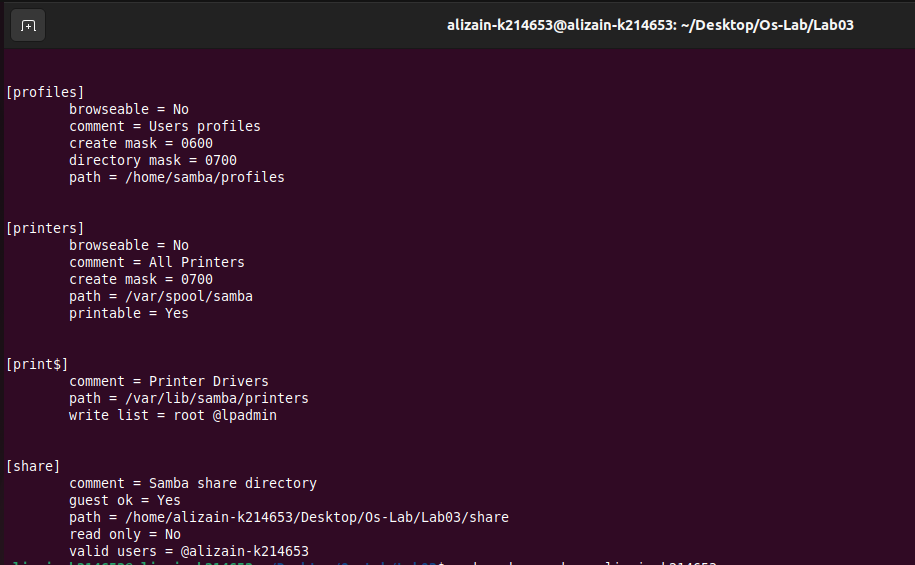 alizain-k214653@alizain-k214653: ~/Desktop/Os-Lab/Lab03
[profiles]
browseable = No
comment = Users profiles
create mask = 0600
directory mask = 0700
path = /home/samba/profiles
[printers]
browseable = No
comment = All Printers
create mask = 0700
path = /var/spool/samba
printable = Yes
[print$]
comment = Printer Drivers
path = /var/lib/samba/printers
write list = root @lpadmin
[share]
comment = Samba share directory
guest ok = Yes
path = /home/alizain-k214653/Desktop/Os-Lab/Lab03/share
read only = No
valid users = @alizain-k214653